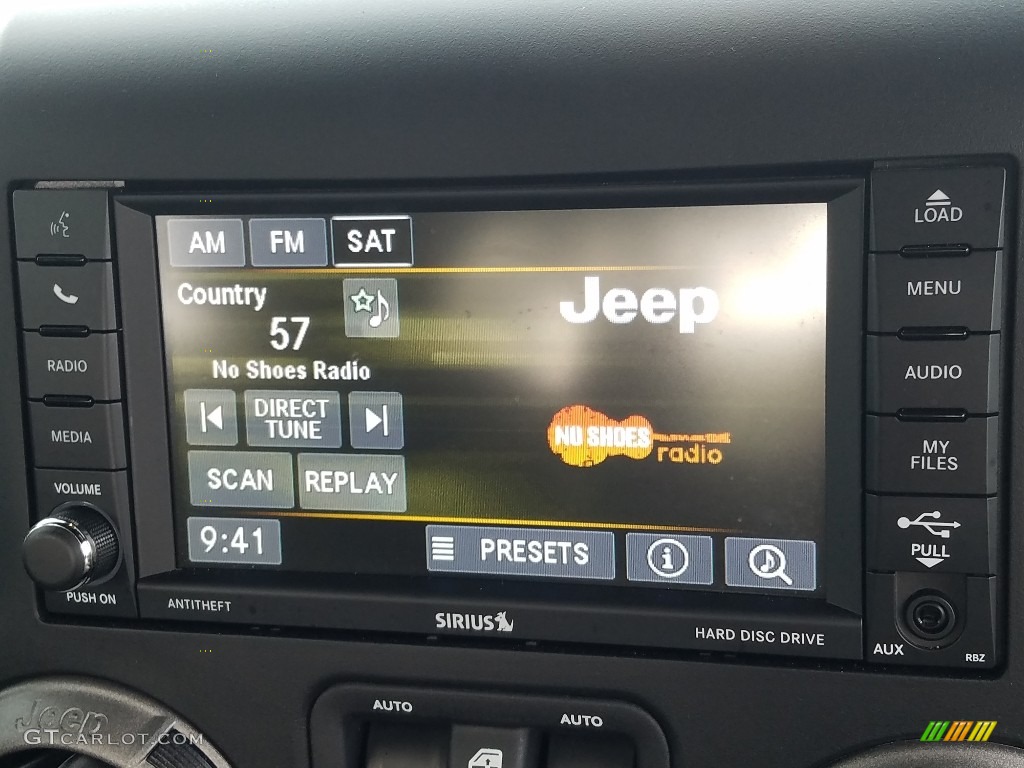 AM FM SAT
Country
57
No Shoes Radio
DIRECT
TUNE
SCAN REPLAY
9:41
PRESETS
i
Jeep
NO SHOES
radio
RADIO
MEDIA
VOLUME
PUSH ON
LOAD
MENU
AUDIO
MY
FILES
PULL
AUX
RBZ
ANTITHEFT
SIRIUS
HARD DISC DRIVE
AUTO
AUTO
Jeep
GTCARLOT.COM